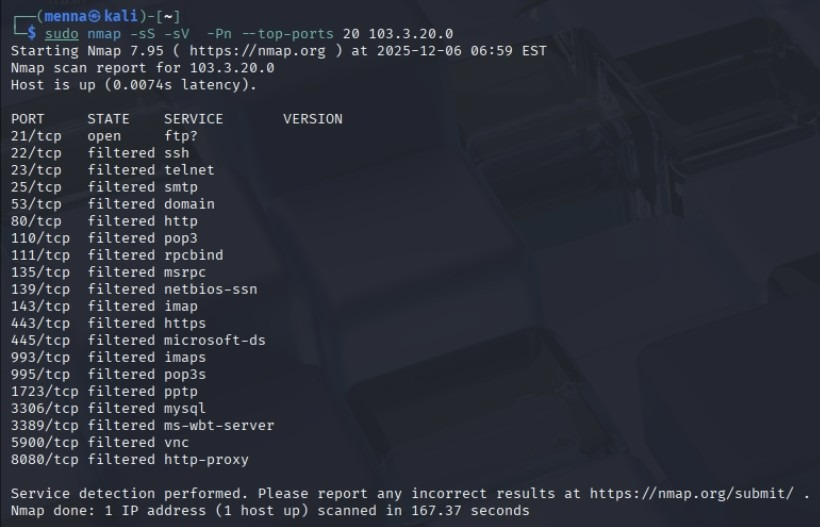 ┌──(menna㉿kali)-[~]
└─$ sudo nmap -sS -sV  -Pn --top-ports 20 103.3.20.0
Starting Nmap 7.95 ( https://nmap.org ) at 2025-12-06 06:59 EST
Nmap scan report for 103.3.20.0
Host is up (0.0074s latency).

PORT     STATE    SERVICE       VERSION
21/tcp   open     ftp?
22/tcp   filtered ssh
23/tcp   filtered telnet
25/tcp   filtered smtp
53/tcp   filtered domain
80/tcp   filtered http
110/tcp  filtered pop3
111/tcp  filtered rpcbind
135/tcp  filtered msrpc
139/tcp  filtered netbios-ssn
143/tcp  filtered imap
443/tcp  filtered https
445/tcp  filtered microsoft-ds
993/tcp  filtered imaps
995/tcp  filtered pop3s
1723/tcp filtered pptp
3306/tcp filtered mysql
3389/tcp filtered ms-wbt-server
5900/tcp filtered vnc
8080/tcp filtered http-proxy

Service detection performed. Please report any incorrect results at https://nmap.org/submit/ .
Nmap done: 1 IP address (1 host up) scanned in 167.37 seconds